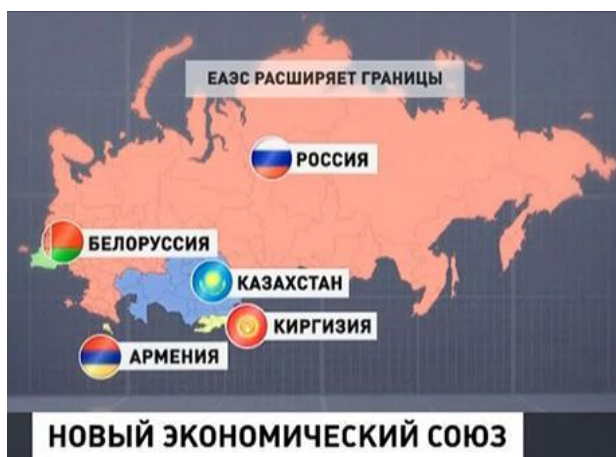 ЕАЭС РАСШИРЯЕТ ГРАНИЦЫ
РОССИЯ
БЕЛОРУССИЯ
КАЗАХСТАН
КИРГИЗИЯ
АРМЕНИЯ
НОВЫЙ ЭКОНОМИЧЕСКИЙ СОЮЗ